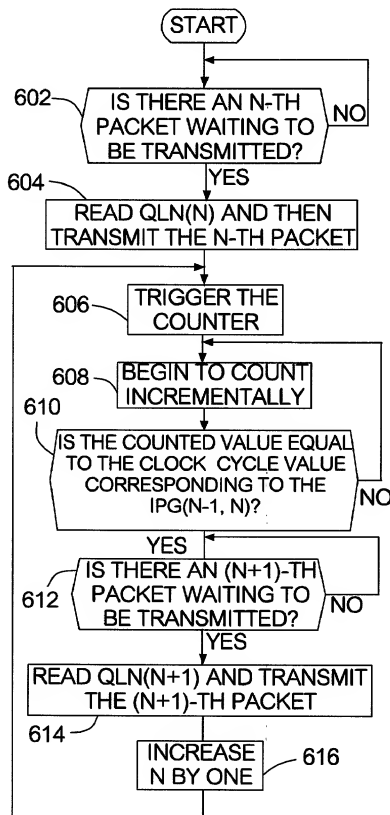 START
602
IS THERE AN N-TH
PACKET WAITING TO
BE TRANSMITTED?
NO
YES
604
READ QLN(N) AND THEN
TRANSMIT THE N-TH PACKET
606
TRIGGER THE
COUNTER
608
BEGIN TO COUNT
INCREMENTALLY
610
IS THE COUNTED VALUE EQUAL
TO THE CLOCK CYCLE VALUE
CORRESPONDING TO THE
IPG(N-1, N)?
NO
YES
612
IS THERE AN (N+1)-TH
PACKET WAITING TO
BE TRANSMITTED?
NO
YES
READ QLN(N+1) AND TRANSMIT
THE (N+1)-TH PACKET
614
INCREASE
N BY ONE
616